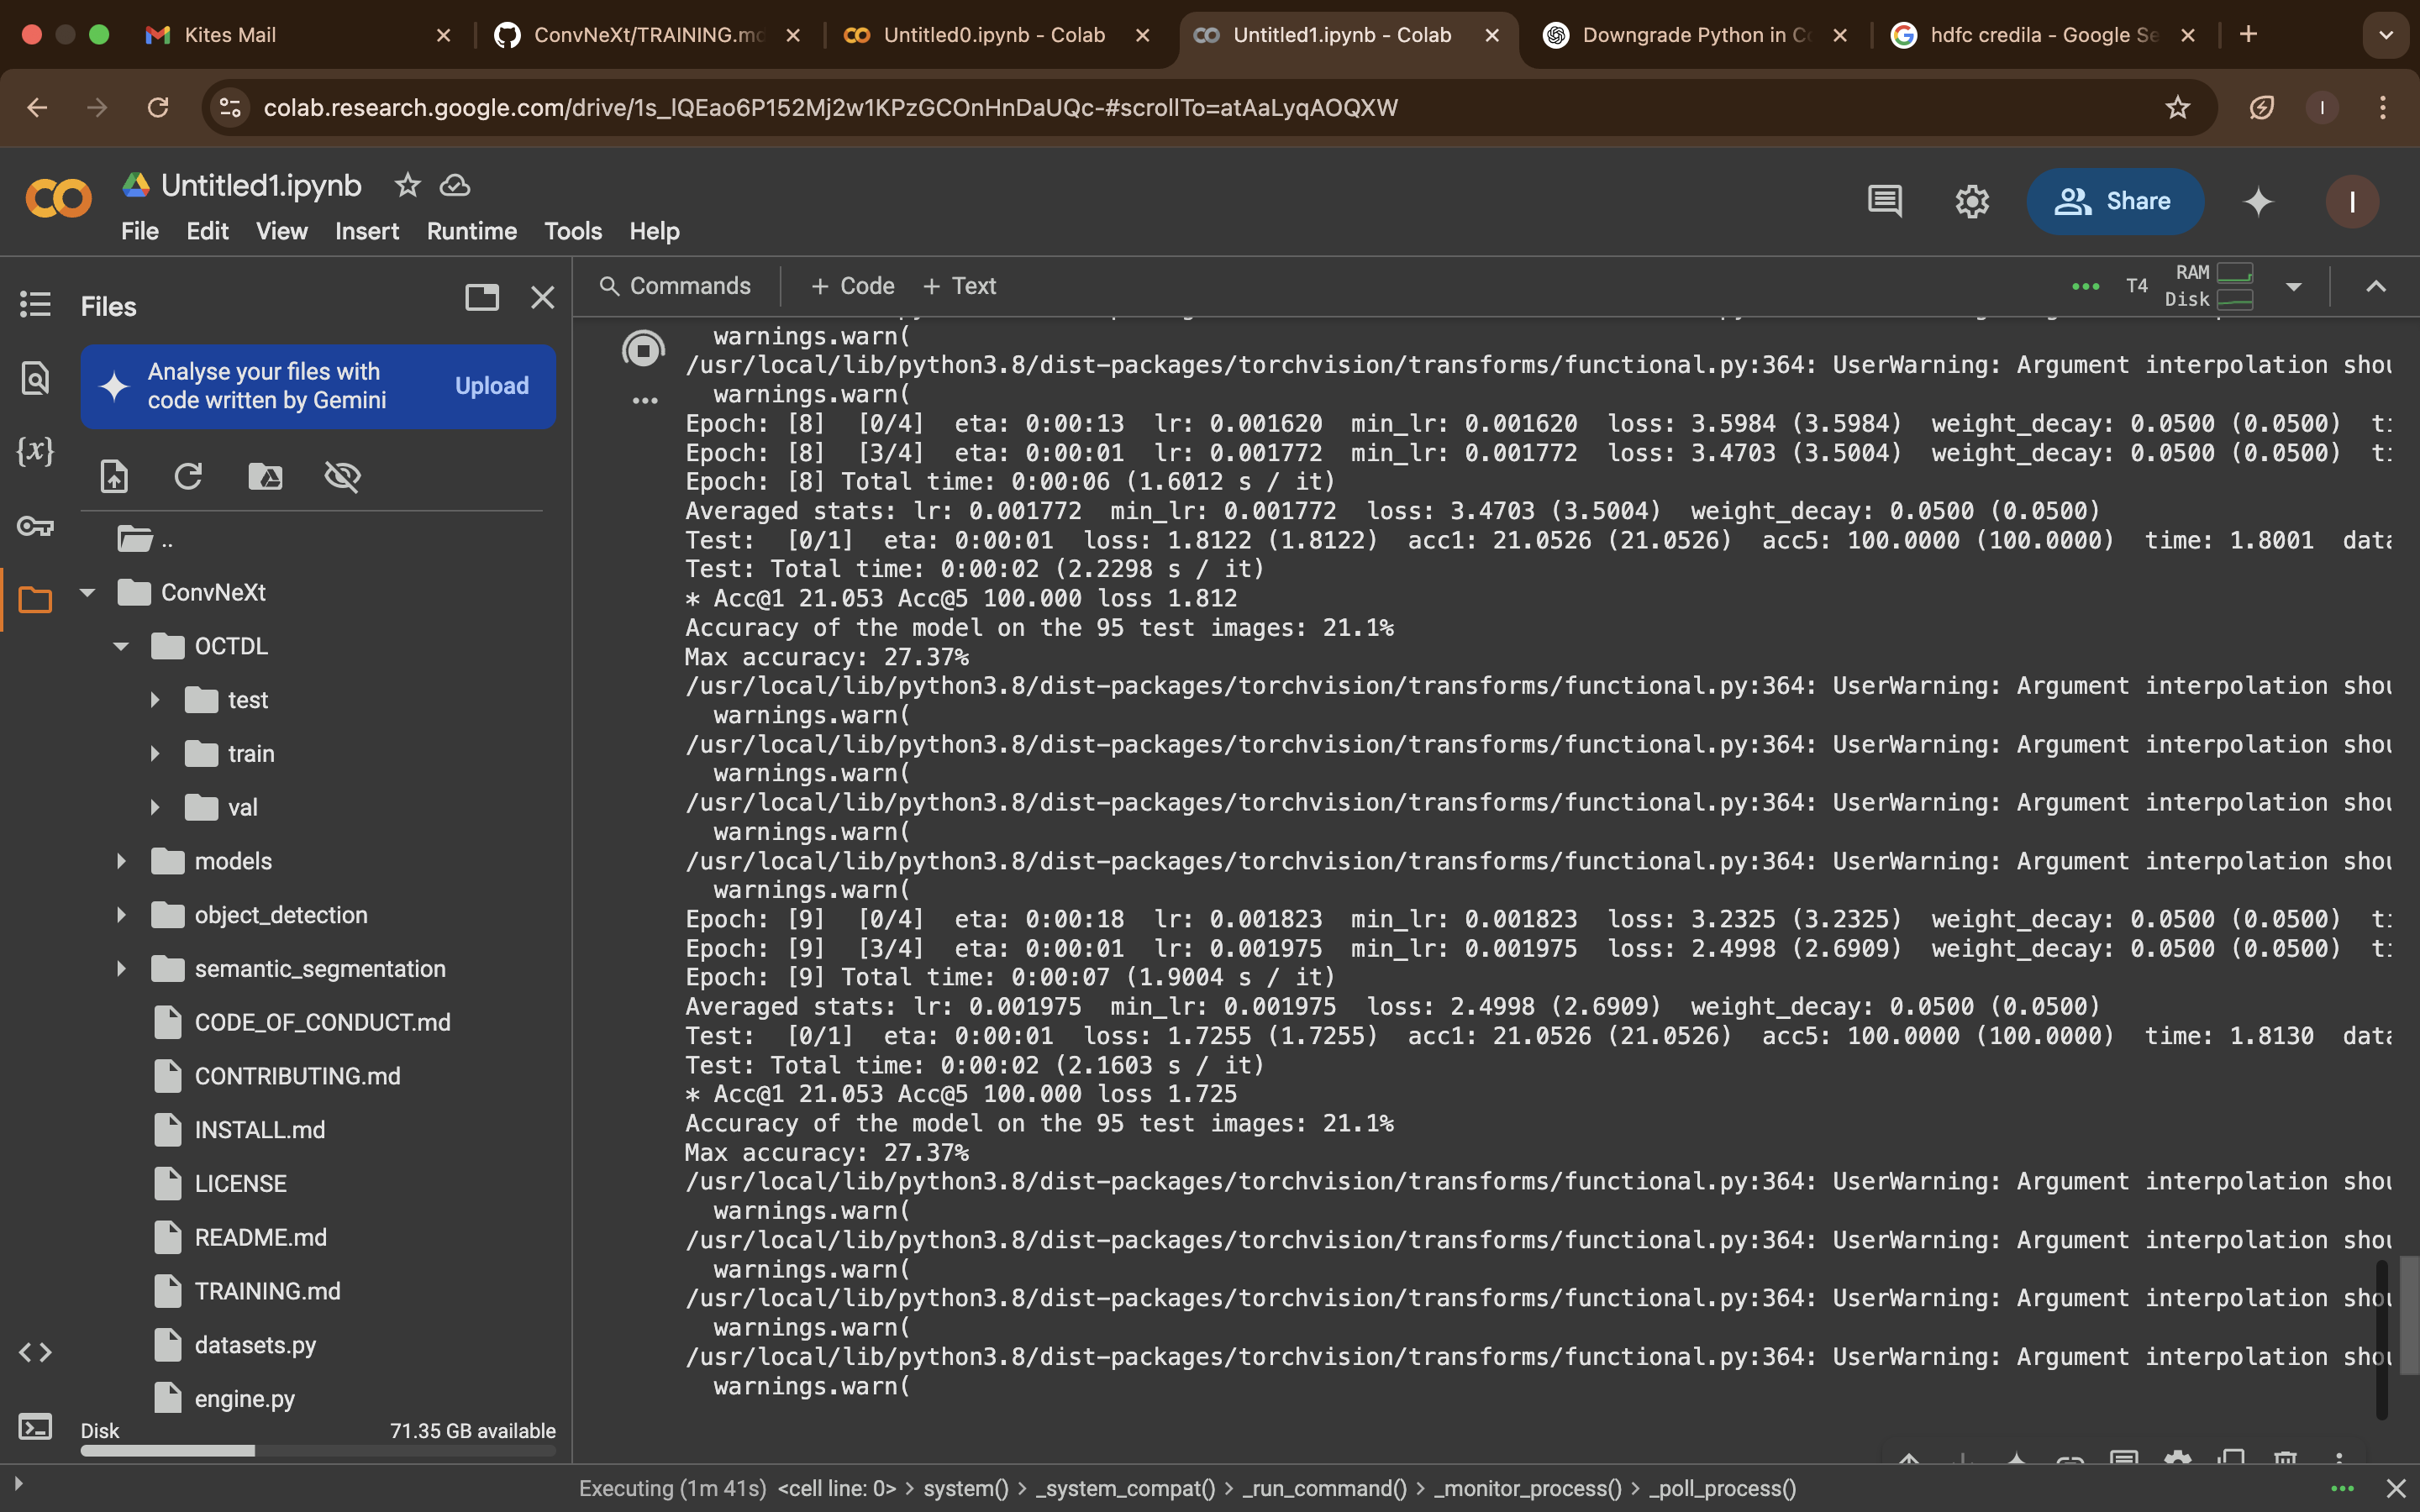 Kites Mail
ConvNeXt/TRAINING.md
Untitled0.ipynb - Colab
Untitled1.ipynb - Colab
Downgrade Python in Co
hdfc credila - Google Se
colab.research.google.com/drive/1s_lQEao6P152Mj2w1KPzGCOnHnDaUQc-#scrollTo=atAaLyqAOQXW
I
Untitled1.ipynb
Share
I
File Edit View Insert Runtime Tools Help
Files
Commands + Code + Text
T4 RAM
Disk
Analyse your files with
code written by Gemini
Upload
{x}
..
ConvNeXt
OCTDL
test
train
val
models
object_detection
semantic_segmentation
CODE_OF_CONDUCT.md
CONTRIBUTING.md
INSTALL.md
LICENSE
README.md
TRAINING.md
datasets.py
engine.py
Disk 71.35 GB available
warnings.warn(
/usr/local/lib/python3.8/dist-packages/torchvision/transforms/functional.py:364: UserWarning: Argument interpolation shou
warnings.warn(
Epoch: [8] [0/4] eta: 0:00:13 lr: 0.001620 min_lr: 0.001620 loss: 3.5984 (3.5984) weight_decay: 0.0500 (0.0500) ti
Epoch: [8] [3/4] eta: 0:00:01 lr: 0.001772 min_lr: 0.001772 loss: 3.4703 (3.5004) weight_decay: 0.0500 (0.0500) ti
Epoch: [8] Total time: 0:00:06 (1.6012 s / it)
Averaged stats: lr: 0.001772 min_lr: 0.001772 loss: 3.4703 (3.5004) weight_decay: 0.0500 (0.0500)
Test: [0/1] eta: 0:00:01 loss: 1.8122 (1.8122) acc1: 21.0526 (21.0526) acc5: 100.0000 (100.0000) time: 1.8001 data
Test: Total time: 0:00:02 (2.2298 s / it)
* Acc@1 21.053 Acc@5 100.000 loss 1.812
Accuracy of the model on the 95 test images: 21.1%
Max accuracy: 27.37%
/usr/local/lib/python3.8/dist-packages/torchvision/transforms/functional.py:364: UserWarning: Argument interpolation shou
warnings.warn(
/usr/local/lib/python3.8/dist-packages/torchvision/transforms/functional.py:364: UserWarning: Argument interpolation shou
warnings.warn(
/usr/local/lib/python3.8/dist-packages/torchvision/transforms/functional.py:364: UserWarning: Argument interpolation shou
warnings.warn(
/usr/local/lib/python3.8/dist-packages/torchvision/transforms/functional.py:364: UserWarning: Argument interpolation shou
warnings.warn(
Epoch: [9] [0/4] eta: 0:00:18 lr: 0.001823 min_lr: 0.001823 loss: 3.2325 (3.2325) weight_decay: 0.0500 (0.0500) ti
Epoch: [9] [3/4] eta: 0:00:01 lr: 0.001975 min_lr: 0.001975 loss: 2.4998 (2.6909) weight_decay: 0.0500 (0.0500) ti
Epoch: [9] Total time: 0:00:07 (1.9004 s / it)
Averaged stats: lr: 0.001975 min_lr: 0.001975 loss: 2.4998 (2.6909) weight_decay: 0.0500 (0.0500)
Test: [0/1] eta: 0:00:01 loss: 1.7255 (1.7255) acc1: 21.0526 (21.0526) acc5: 100.0000 (100.0000) time: 1.8130 data
Test: Total time: 0:00:02 (2.1603 s / it)
* Acc@1 21.053 Acc@5 100.000 loss 1.725
Accuracy of the model on the 95 test images: 21.1%
Max accuracy: 27.37%
/usr/local/lib/python3.8/dist-packages/torchvision/transforms/functional.py:364: UserWarning: Argument interpolation shou
warnings.warn(
/usr/local/lib/python3.8/dist-packages/torchvision/transforms/functional.py:364: UserWarning: Argument interpolation shou
warnings.warn(
/usr/local/lib/python3.8/dist-packages/torchvision/transforms/functional.py:364: UserWarning: Argument interpolation shou
warnings.warn(
/usr/local/lib/python3.8/dist-packages/torchvision/transforms/functional.py:364: UserWarning: Argument interpolation shou
warnings.warn(
Executing (1m 41s) <cell line: 0> > system() > _system_compat() > _run_command() > _monitor_process() > _poll_process()